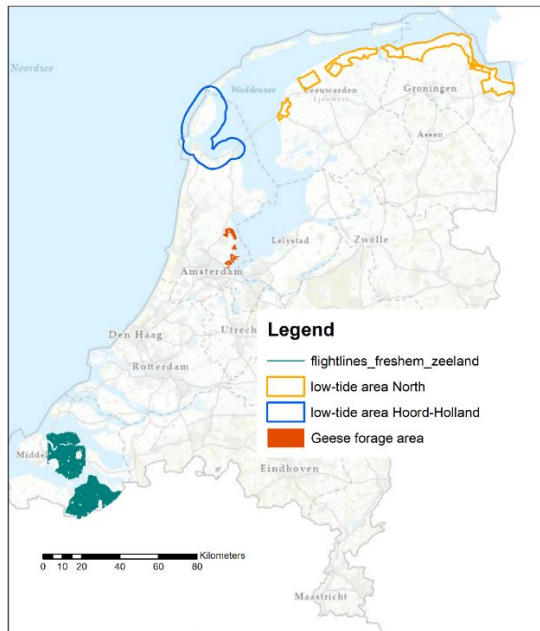 Noordzee
Waddenzee
Leeuwarden
Ljouwert
Groningen
Assen
Lelystad
Zwolle
Amsterdam
Den Haag
Utrech
Rotterdam
Legend
flightlines_freshem_zeeland
low-tide area North
low-tide area Hoord-Holland
Geese forage area
Middel
Eindhoven
Kilometers
0 10 20 40 60 80
Maastricht